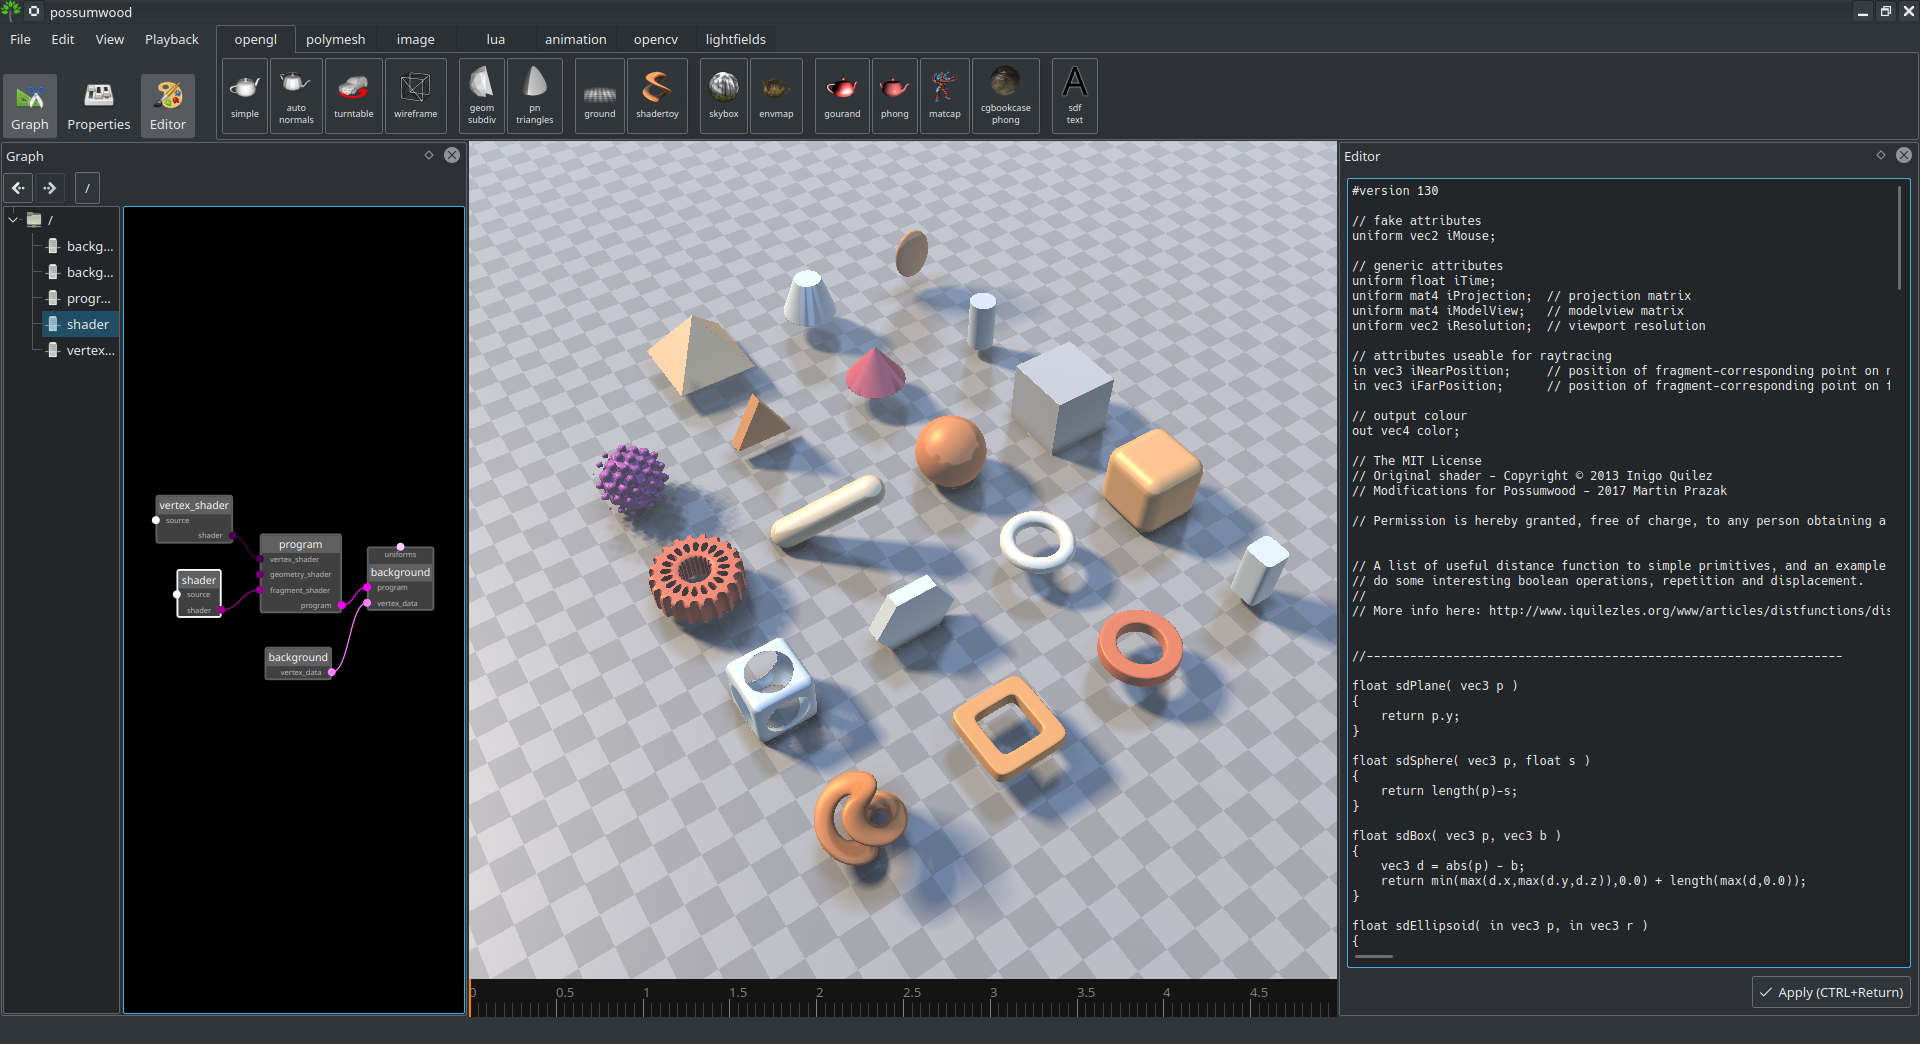 possumwood
File Edit View Playback
opengl polymesh image lua animation opencv lightfields
Graph Properties Editor
simple auto normals turntable wireframe geom subdiv pn triangles ground shadertoy skybox envmap gourand phong matcap cgbookcase phong sdf text
Graph
/
/
backg...
backg...
progr...
shader
vertex...
vertex_shader
source
shader
shader
source
shader
program
vertex_shader
geometry_shader
fragment_shader
program
uniforms
background
program
vertex_data
background
vertex_data
0 0.5 1 1.5 2 2.5 3 3.5 4 4.5
Editor
#version 130
// fake attributes
uniform vec2 iMouse;
// generic attributes
uniform float iTime;
uniform mat4 iProjection;  // projection matrix
uniform mat4 iModelView;   // modelview matrix
uniform vec2 iResolution;  // viewport resolution
// attributes useable for raytracing
in vec3 iNearPosition;     // position of fragment-corresponding point on
in vec3 iFarPosition;      // position of fragment-corresponding point on
// output colour
out vec4 color;
// The MIT License
// Original shader - Copyright © 2013 Inigo Quilez
// Modifications for Possumwood - 2017 Martin Prazak
// Permission is hereby granted, free of charge, to any person obtaining a
// A list of useful distance function to simple primitives, and an example
// do some interesting boolean operations, repetition and displacement.
//
// More info here: http://www.iquilezles.org/www/articles/distfunctions/dis
//------------------------------------------------------------------
float sdPlane( vec3 p )
{
    return p.y;
}
float sdSphere( vec3 p, float s )
{
    return length(p)-s;
}
float sdBox( vec3 p, vec3 b )
{
    vec3 d = abs(p) - b;
    return min(max(d.x,max(d.y,d.z)),0.0) + length(max(d,0.0));
}
float sdEllipsoid( in vec3 p, in vec3 r )
{
Apply (CTRL+Return)